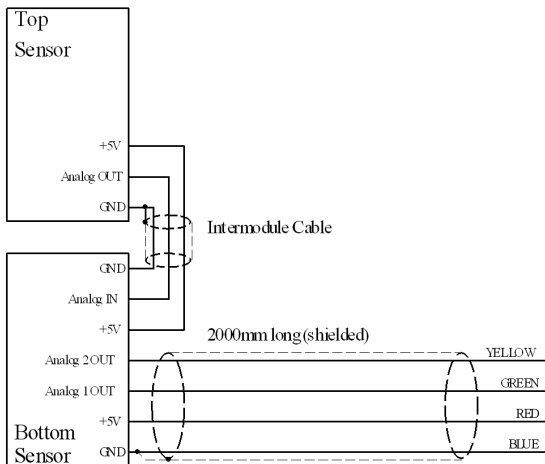 Top
Sensor
+5V
Analog OUT
GND
Intermodule Cable
GND
Analog IN
+5V
2000mm long (shielded)
Analog 2 OUT
YELLOW
Analog 1 OUT
GREEN
+5V
RED
Bottom
Sensor
GND
BLUE